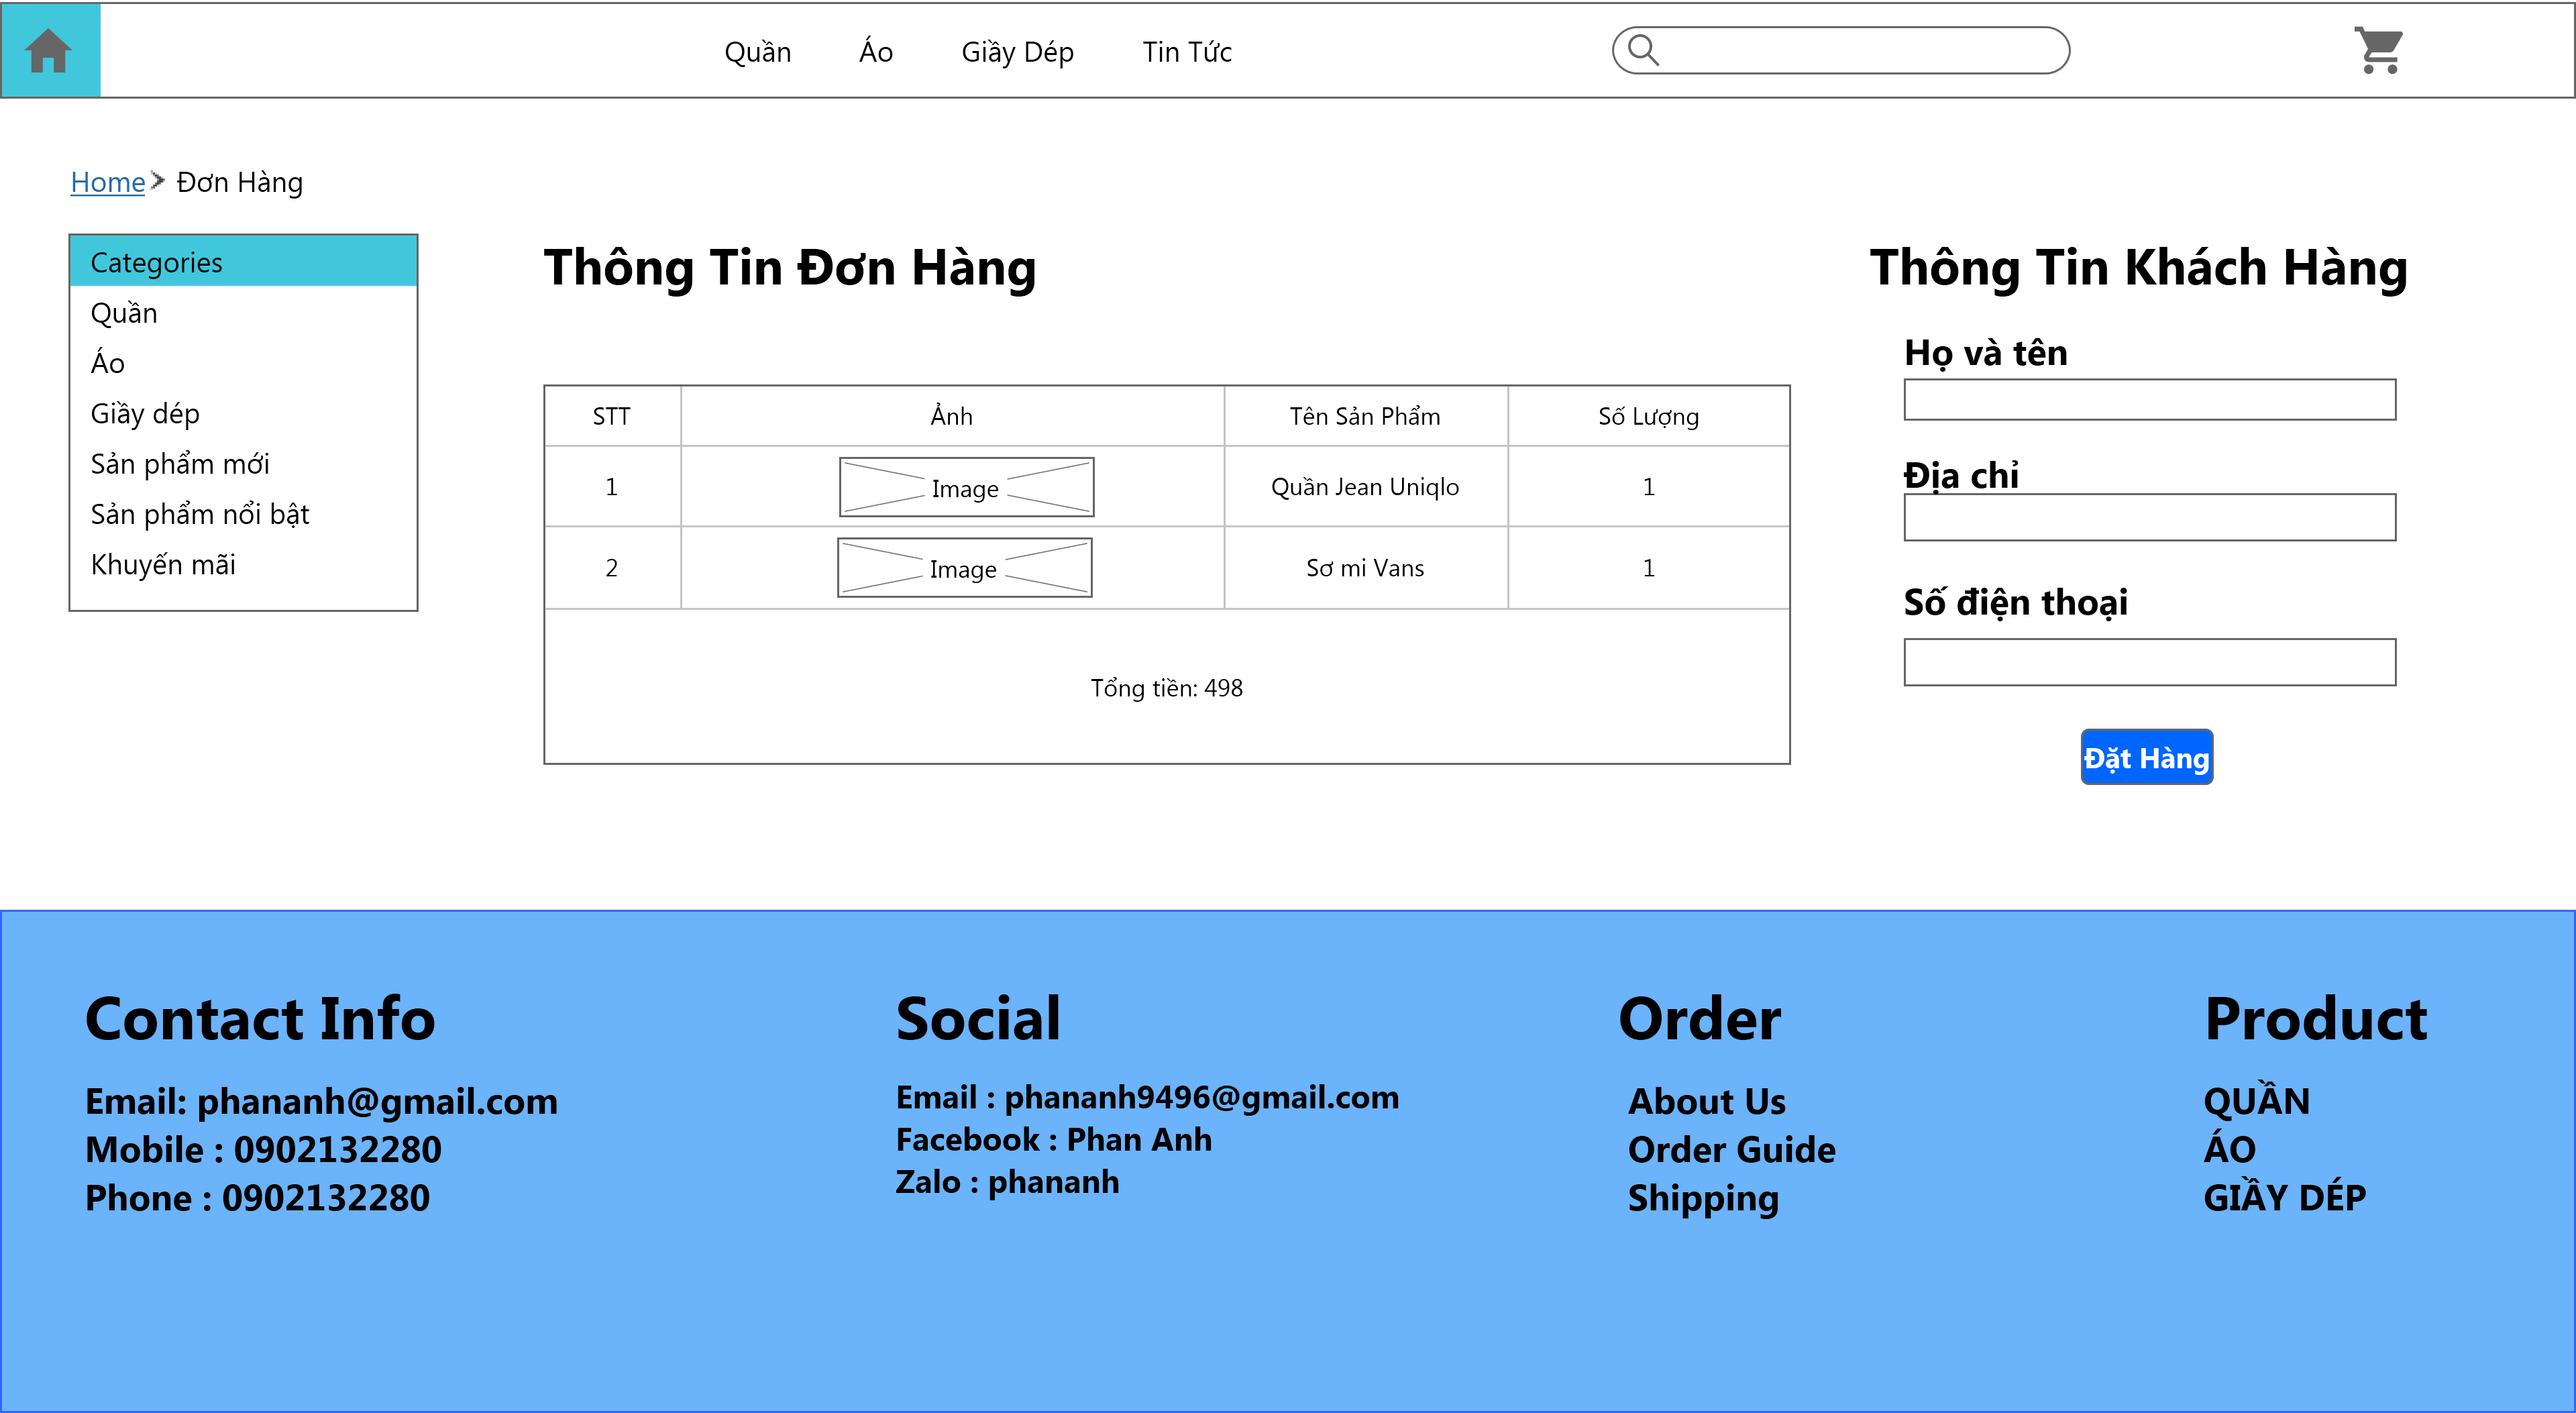 Quần Áo Giầy Dép Tin Tức
Home > Đơn Hàng
Categories
Quần
Áo
Giầy dép
Sản phẩm mới
Sản phẩm nổi bật
Khuyến mãi
Thông Tin Đơn Hàng
STT Ảnh Tên Sản Phẩm Số Lượng
1 Image Quần Jean Uniqlo 1
2 Image Sơ mi Vans 1
Tổng tiền: 498
Thông Tin Khách Hàng
Họ và tên
Địa chỉ
Số điện thoại
Đặt Hàng
Contact Info
Email: phananh@gmail.com
Mobile : 0902132280
Phone : 0902132280
Social
Email : phananh9496@gmail.com
Facebook : Phan Anh
Zalo : phananh
Order
About Us
Order Guide
Shipping
Product
QUẦN
ÁO
GIẦY DÉP